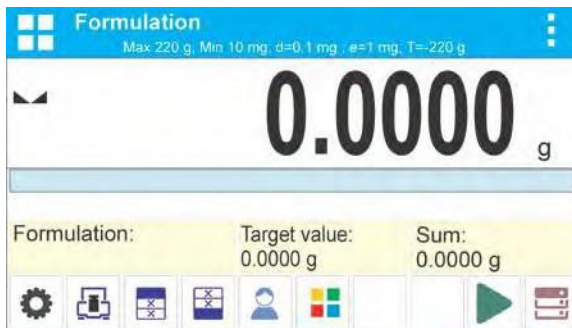 Formulation
Max 220 g, Min 10 mg, d=0.1 mg , e=1 mg; T=-220 g
0.0000 g
Formulation:
Target value:
0.0000 g
Sum:
0.0000 g